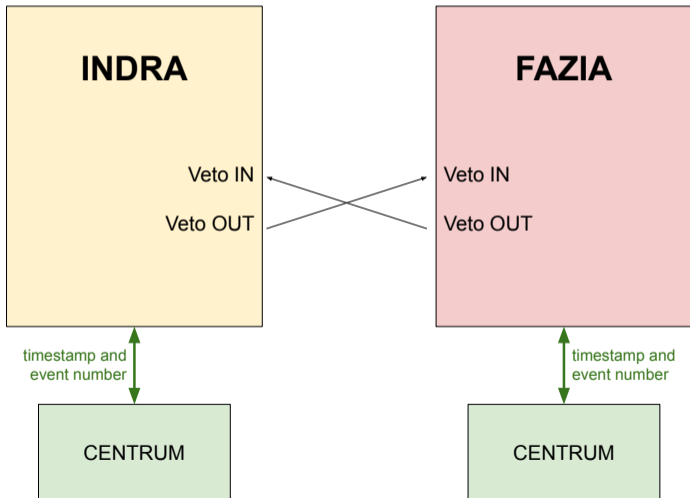 INDRA
FAZIA
Veto IN
Veto IN
Veto OUT
Veto OUT
timestamp and
event number
timestamp and
event number
CENTRUM
CENTRUM